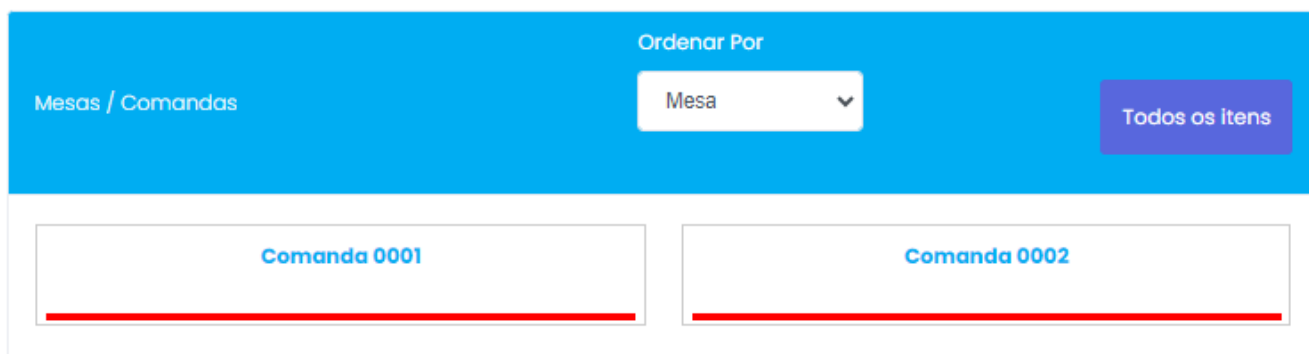 Ordenar Por
Mesas / Comandas
Mesa
Todos os itens
Comanda 0001
Comanda 0002